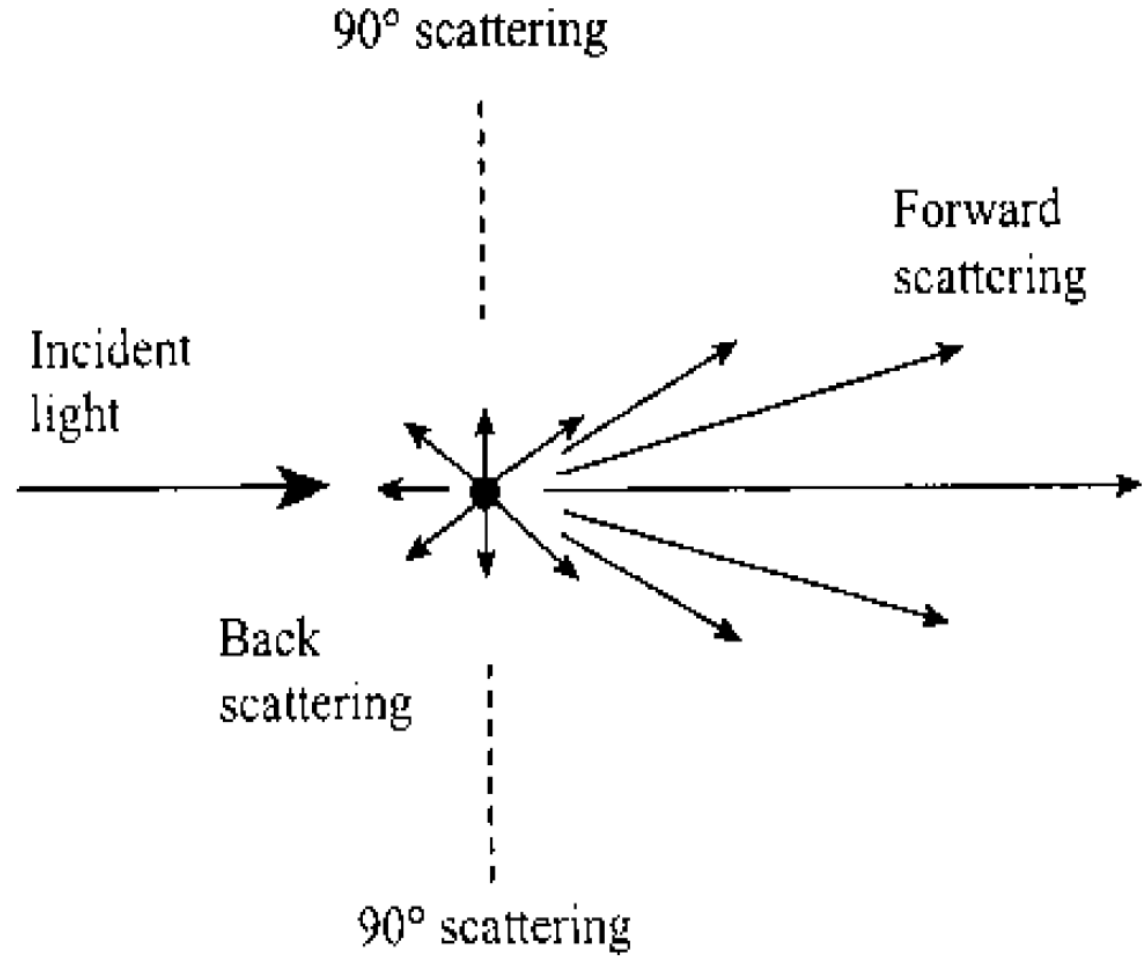 90° scattering
Forward
scattering
Incident
light
Back
scattering
90° scattering